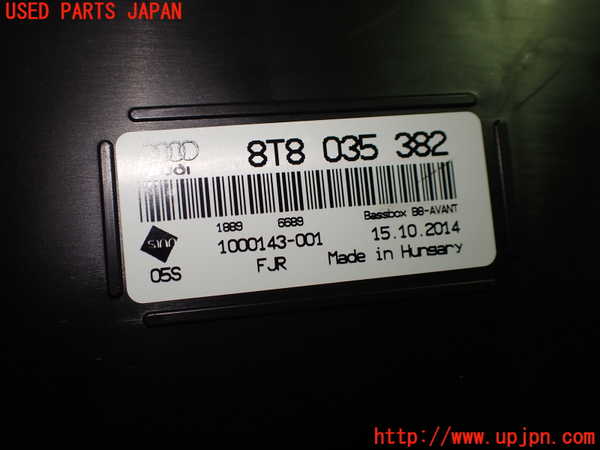 USED PARTS JAPAN
8T8 035 382
1889 6689
Bassbox B8-AVANT
1000143-001
15.10.2014
05S
FJR
Made in Hungary
http://www.upjpn.com